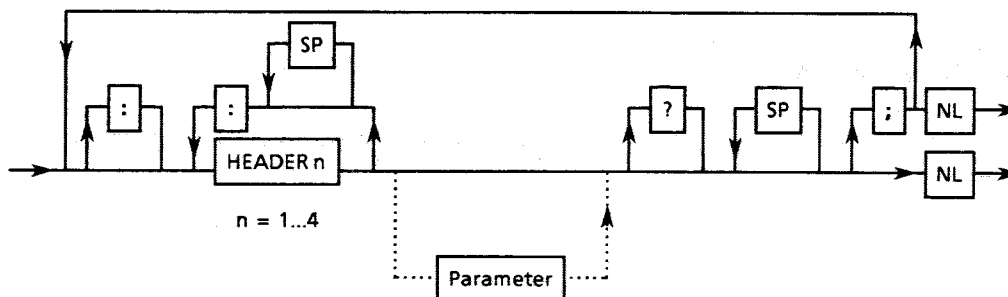 SP
:
:
?
SP
;
NL
HEADER n
NL
n = 1...4
Parameter